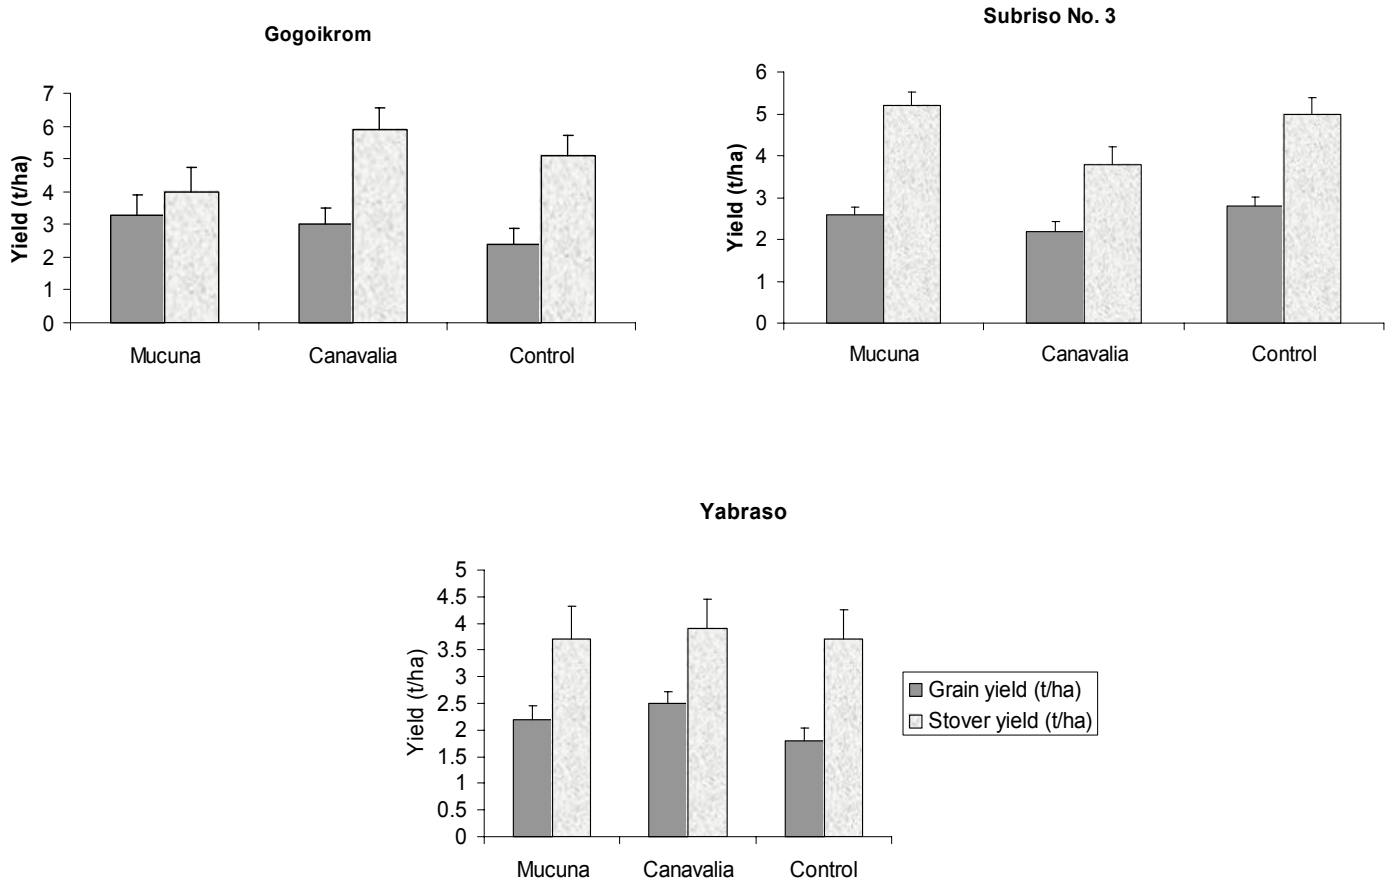 Gogoikrom
Yield (t/ha)
7
6
5
4
3
2
1
0
Mucuna Canavalia Control
Subriso No. 3
Yield (t/ha)
6
5
4
3
2
1
0
Mucuna Canavalia Control
Yabraso
Yield (t/ha)
5
4.5
4
3.5
3
2.5
2
1.5
1
0.5
0
Mucuna Canavalia Control
Grain yield (t/ha)
Stover yield (t/ha)